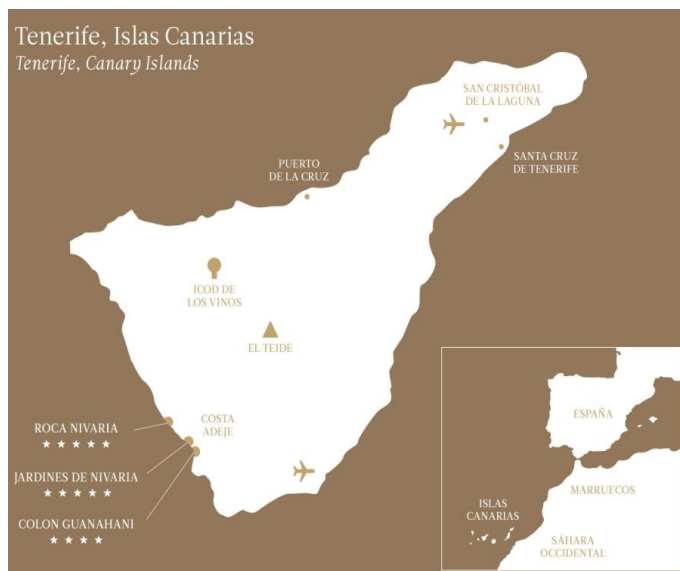 Tenerife, Islas Canarias
Tenerife, Canary Islands
SAN CRISTÓBAL
DE LA LAGUNA
SANTA CRUZ
DE TENERIFE
PUERTO
DE LA CRUZ
ICOD DE
LOS VINOS
EL TEIDE
COSTA
ADEJE
ROCA NIVARIA
JARDINES DE NIVARIA
COLON GUANAHANI
ESPAÑA
MARRUECOS
ISLAS
CANARIAS
SÁHARA
OCCIDENTAL